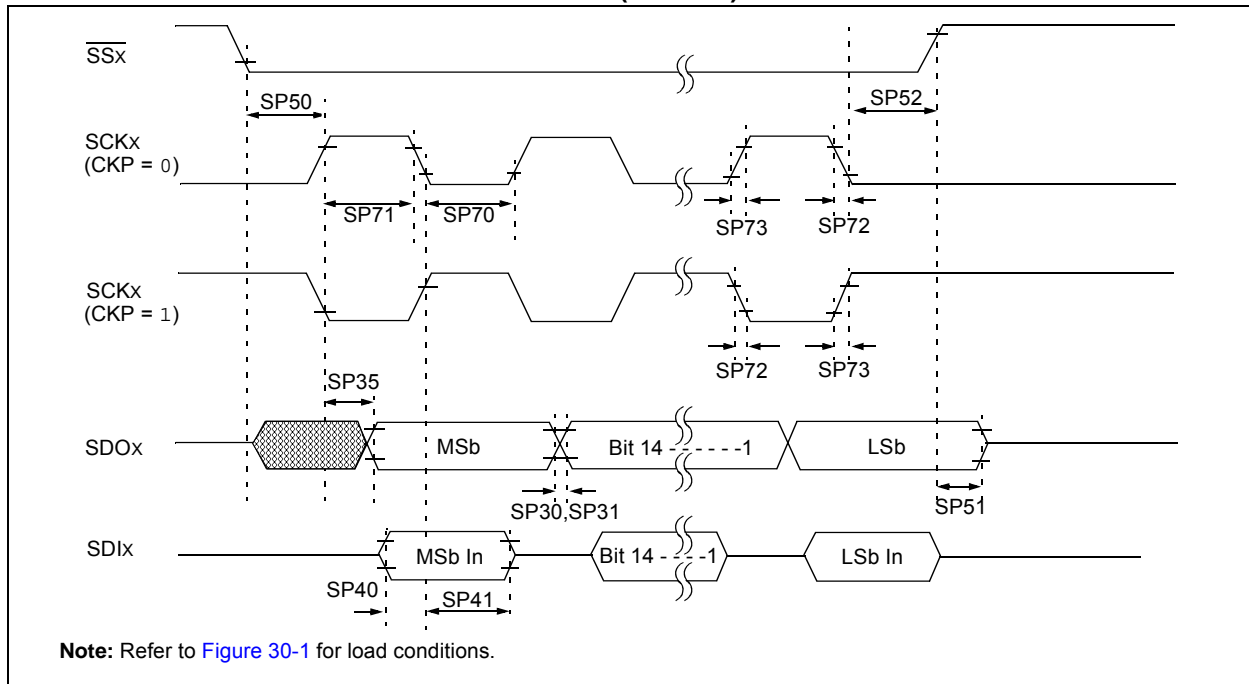 SSx
SP50
SP52
SCKx
(CKP = 0)
SP71
SP70
SP73
SP72
SCKx
(CKP = 1)
SP72
SP73
SP35
SDOx
MSb
Bit 14 - - - - - -1
LSb
SP30,SP31
SP51
SDIx
MSb In
Bit 14 - - - -1
LSb In
SP40
SP41
Note: Refer to Figure 30-1 for load conditions.